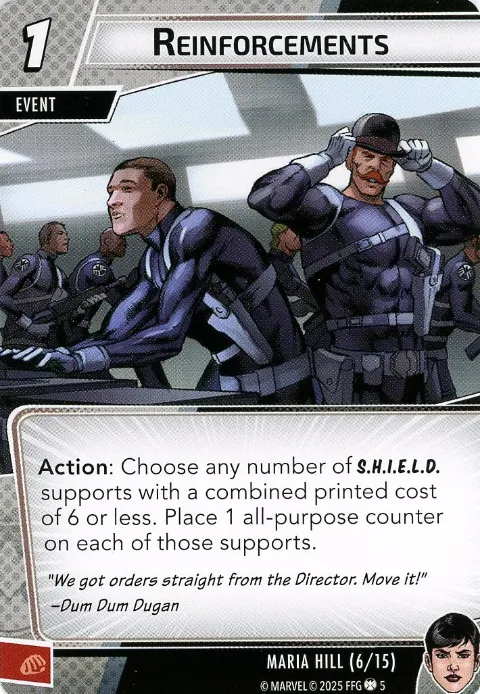 1
REINFORCEMENTS
EVENT
Action: Choose any number of S.H.I.E.L.D.
supports with a combined printed cost
of 6 or less. Place 1 all-purpose counter
on each of those supports.
"We got orders straight from the Director. Move it!"
–Dum Dum Dugan
MARIA HILL (6/15)
© MARVEL © 2025 FFG 5